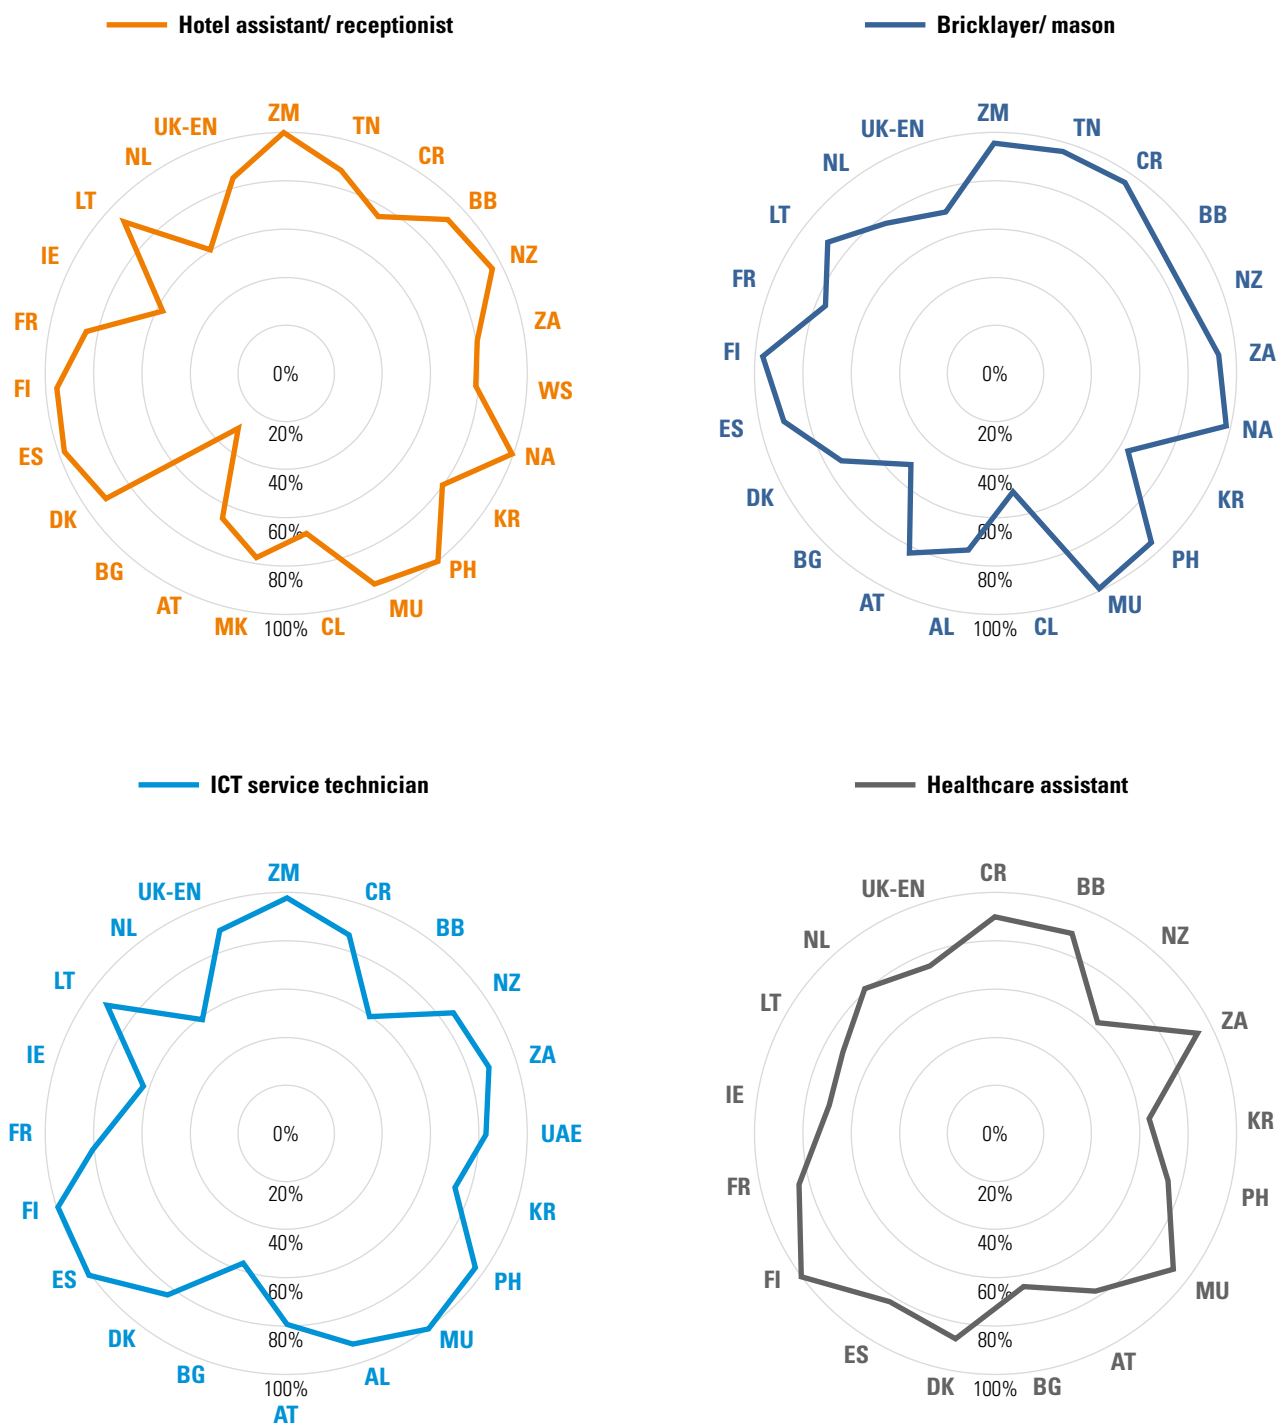 Hotel assistant/ receptionist
ZM
TN
CR
BB
NZ
ZA
WS
NA
KR
PH
MU
CL
MK
AT
BG
DK
ES
FI
FR
IE
LT
NL
UK-EN
0%
20%
40%
60%
80%
100%
Bricklayer/ mason
ZM
TN
CR
BB
NZ
ZA
NA
KR
PH
MU
CL
AL
AT
BG
DK
ES
FI
FR
LT
NL
UK-EN
0%
20%
40%
60%
80%
100%
ICT service technician
ZM
CR
BB
NZ
ZA
UAE
KR
PH
MU
AL
AT
BG
DK
ES
FI
FR
IE
LT
NL
UK-EN
0%
20%
40%
60%
80%
100%
Healthcare assistant
CR
BB
NZ
ZA
KR
PH
MU
AT
BG
DK
ES
FI
FR
IE
LT
NL
UK-EN
0%
20%
40%
60%
80%
100%